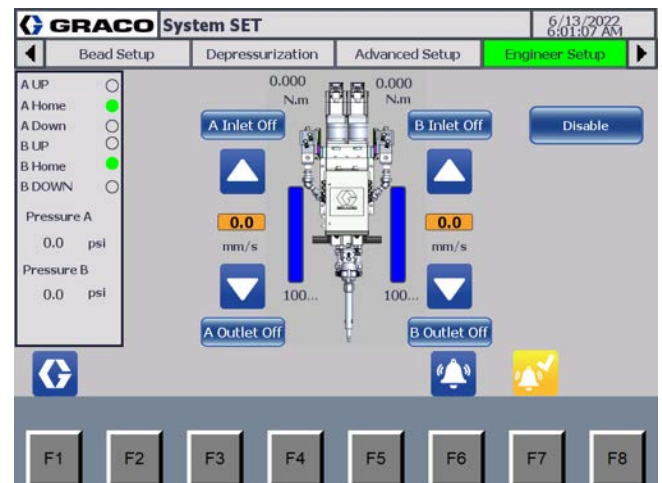 GRACO System SET 6/13/2022
6:01:07 AM
Bead Setup Depressurization Advanced Setup Engineer Setup
A UP
A Home
A Down
B UP
B Home
B DOWN
Pressure A
0.0 psi
Pressure B
0.0 psi
0.000 0.000
N.m N.m
A Inlet Off B Inlet Off Disable
0.0 0.0
mm/s mm/s
100... 100...
A Outlet Off B Outlet Off
F1 F2 F3 F4 F5 F6 F7 F8